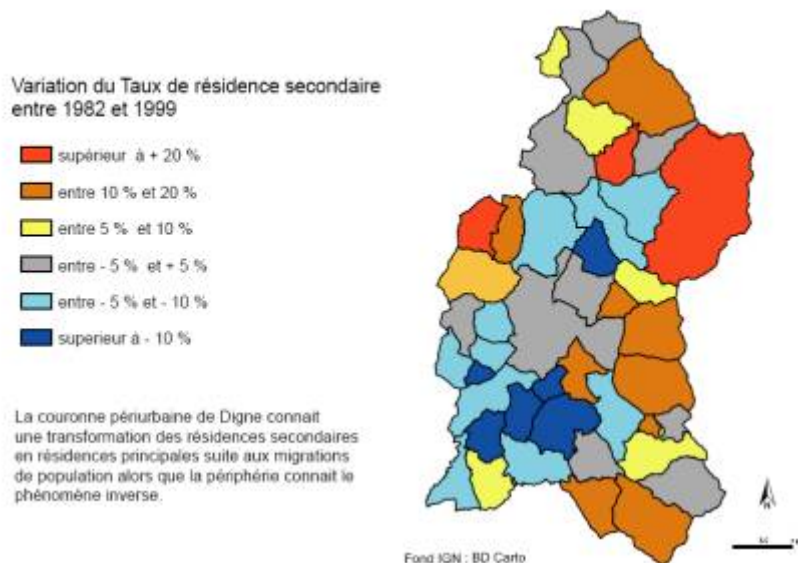 Variation du Taux de résidence secondaire
entre 1982 et 1999
supérieur à + 20 %
entre 10 % et 20 %
entre 5 % et 10 %
entre - 5 % et + 5 %
entre - 5 % et - 10 %
superieur à - 10 %
La couronne périurbaine de Digne connait
une transformation des résidences secondaires
en résidences principales suite aux migrations
de population alors que la périphérie connait le
phénomène inverse.
N
Fond IGN : BD Carto